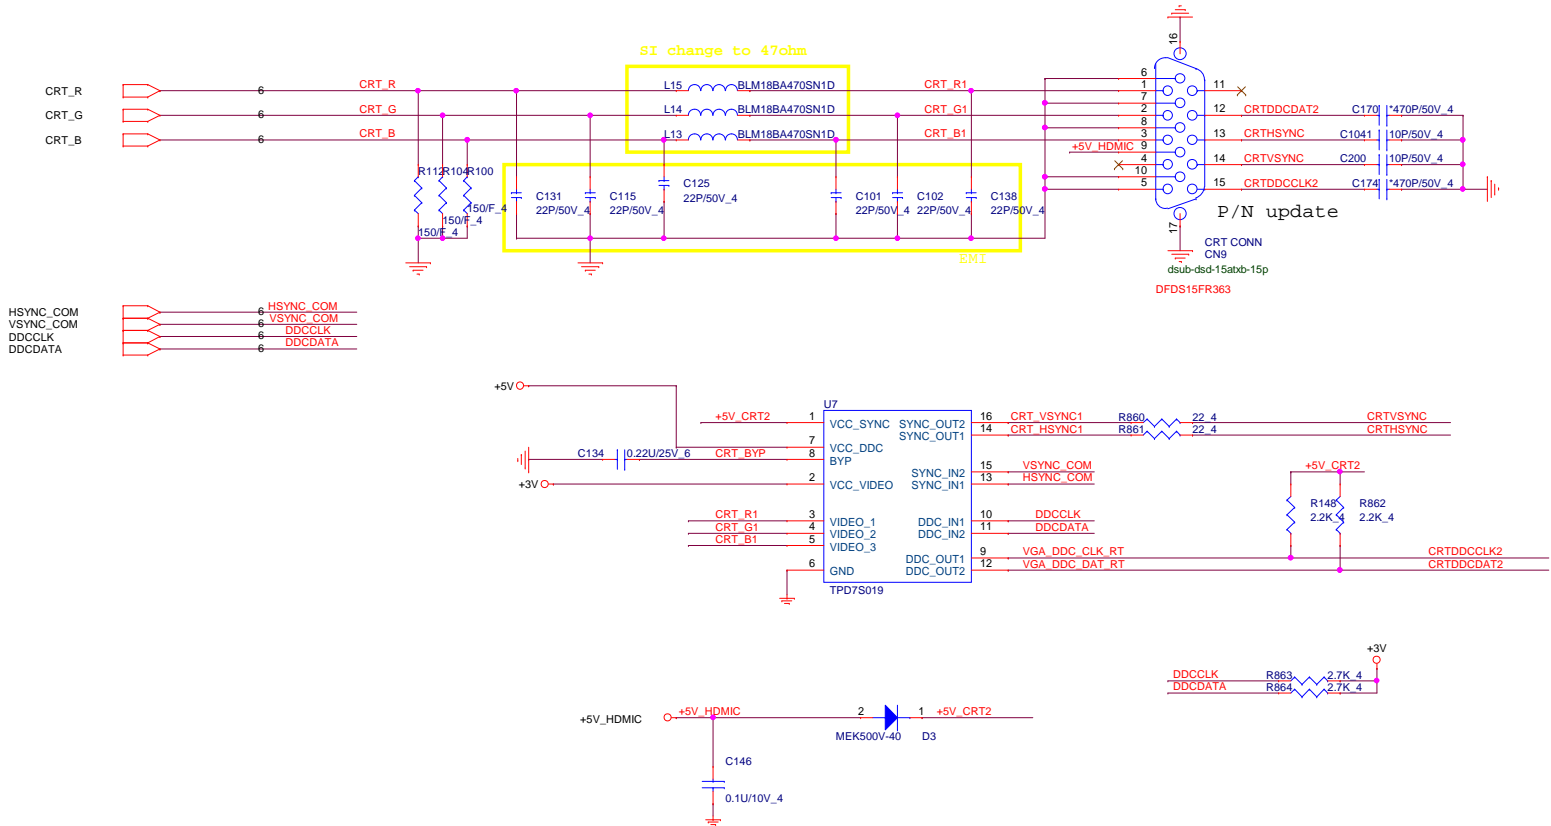 SI change to 47ohm
16
CRT_R
6
CRT_R
L15
BLM18BA470SN1D
CRT_R1
6
1
11
7
CRT_G
6
CRT_G
L14
BLM18BA470SN1D
CRT_G1
2
12
CRTDDCDAT2
C170
*470P/50V_4
8
CRT_B
6
CRT_B
L13
BLM18BA470SN1D
CRT_B1
3
13
CRTHSYNC
C1041
10P/50V_4
+5V_HDMIC
9
4
14
CRTVSYNC
C200
10P/50V_4
10
R112
R104
R100
5
15
CRTDDCCLK2
C174
*470P/50V_4
C131
22P/50V_4
C115
22P/50V_4
C125
22P/50V_4
C101
22P/50V_4
C102
22P/50V_4
C138
22P/50V_4
150/F_4
150/F_4
150/F_4
P/N update
17
CRT CONN
CN9
EMI
dsub-dsd-15atxb-15p
DFDS15FR363
HSYNC_COM
6
HSYNC_COM
VSYNC_COM
6
VSYNC_COM
DDCCLK
6
DDCCLK
DDCDATA
6
DDCDATA
+5V
U7
+5V_CRT2
1
VCC_SYNC
SYNC_OUT2
16
CRT_VSYNC1
R860
22_4
CRTVSYNC
SYNC_OUT1
14
CRT_HSYNC1
R861
22_4
CRTHSYNC
7
VCC_DDC
C134
0.22U/25V_6
CRT_BYP
8
BYP
SYNC_IN2
15
VSYNC_COM
+5V_CRT2
+3V
2
VCC_VIDEO
SYNC_IN1
13
HSYNC_COM
R148
2.2K_4
R862
2.2K_4
CRT_R1
3
VIDEO_1
DDC_IN1
10
DDCCLK
CRT_G1
4
VIDEO_2
DDC_IN2
11
DDCDATA
CRT_B1
5
VIDEO_3
DDC_OUT1
9
VGA_DDC_CLK_RT
CRTDDCCLK2
6
GND
DDC_OUT2
12
VGA_DDC_DAT_RT
CRTDDCDAT2
TPD7S019
+3V
DDCCLK
R863
2.7K_4
DDCDATA
R864
2.7K_4
+5V_HDMIC
+5V_HDMIC
2
1
+5V_CRT2
MEK500V-40
D3
C146
0.1U/10V_4